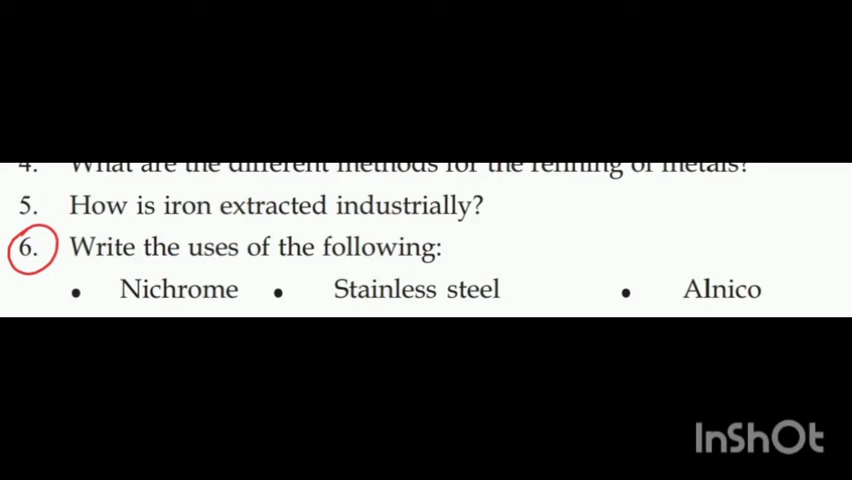 4. What are the different methods for the refining of metals?
5. How is iron extracted industrially?
6. Write the uses of the following:
• Nichrome • Stainless steel • Alnico
InShOt